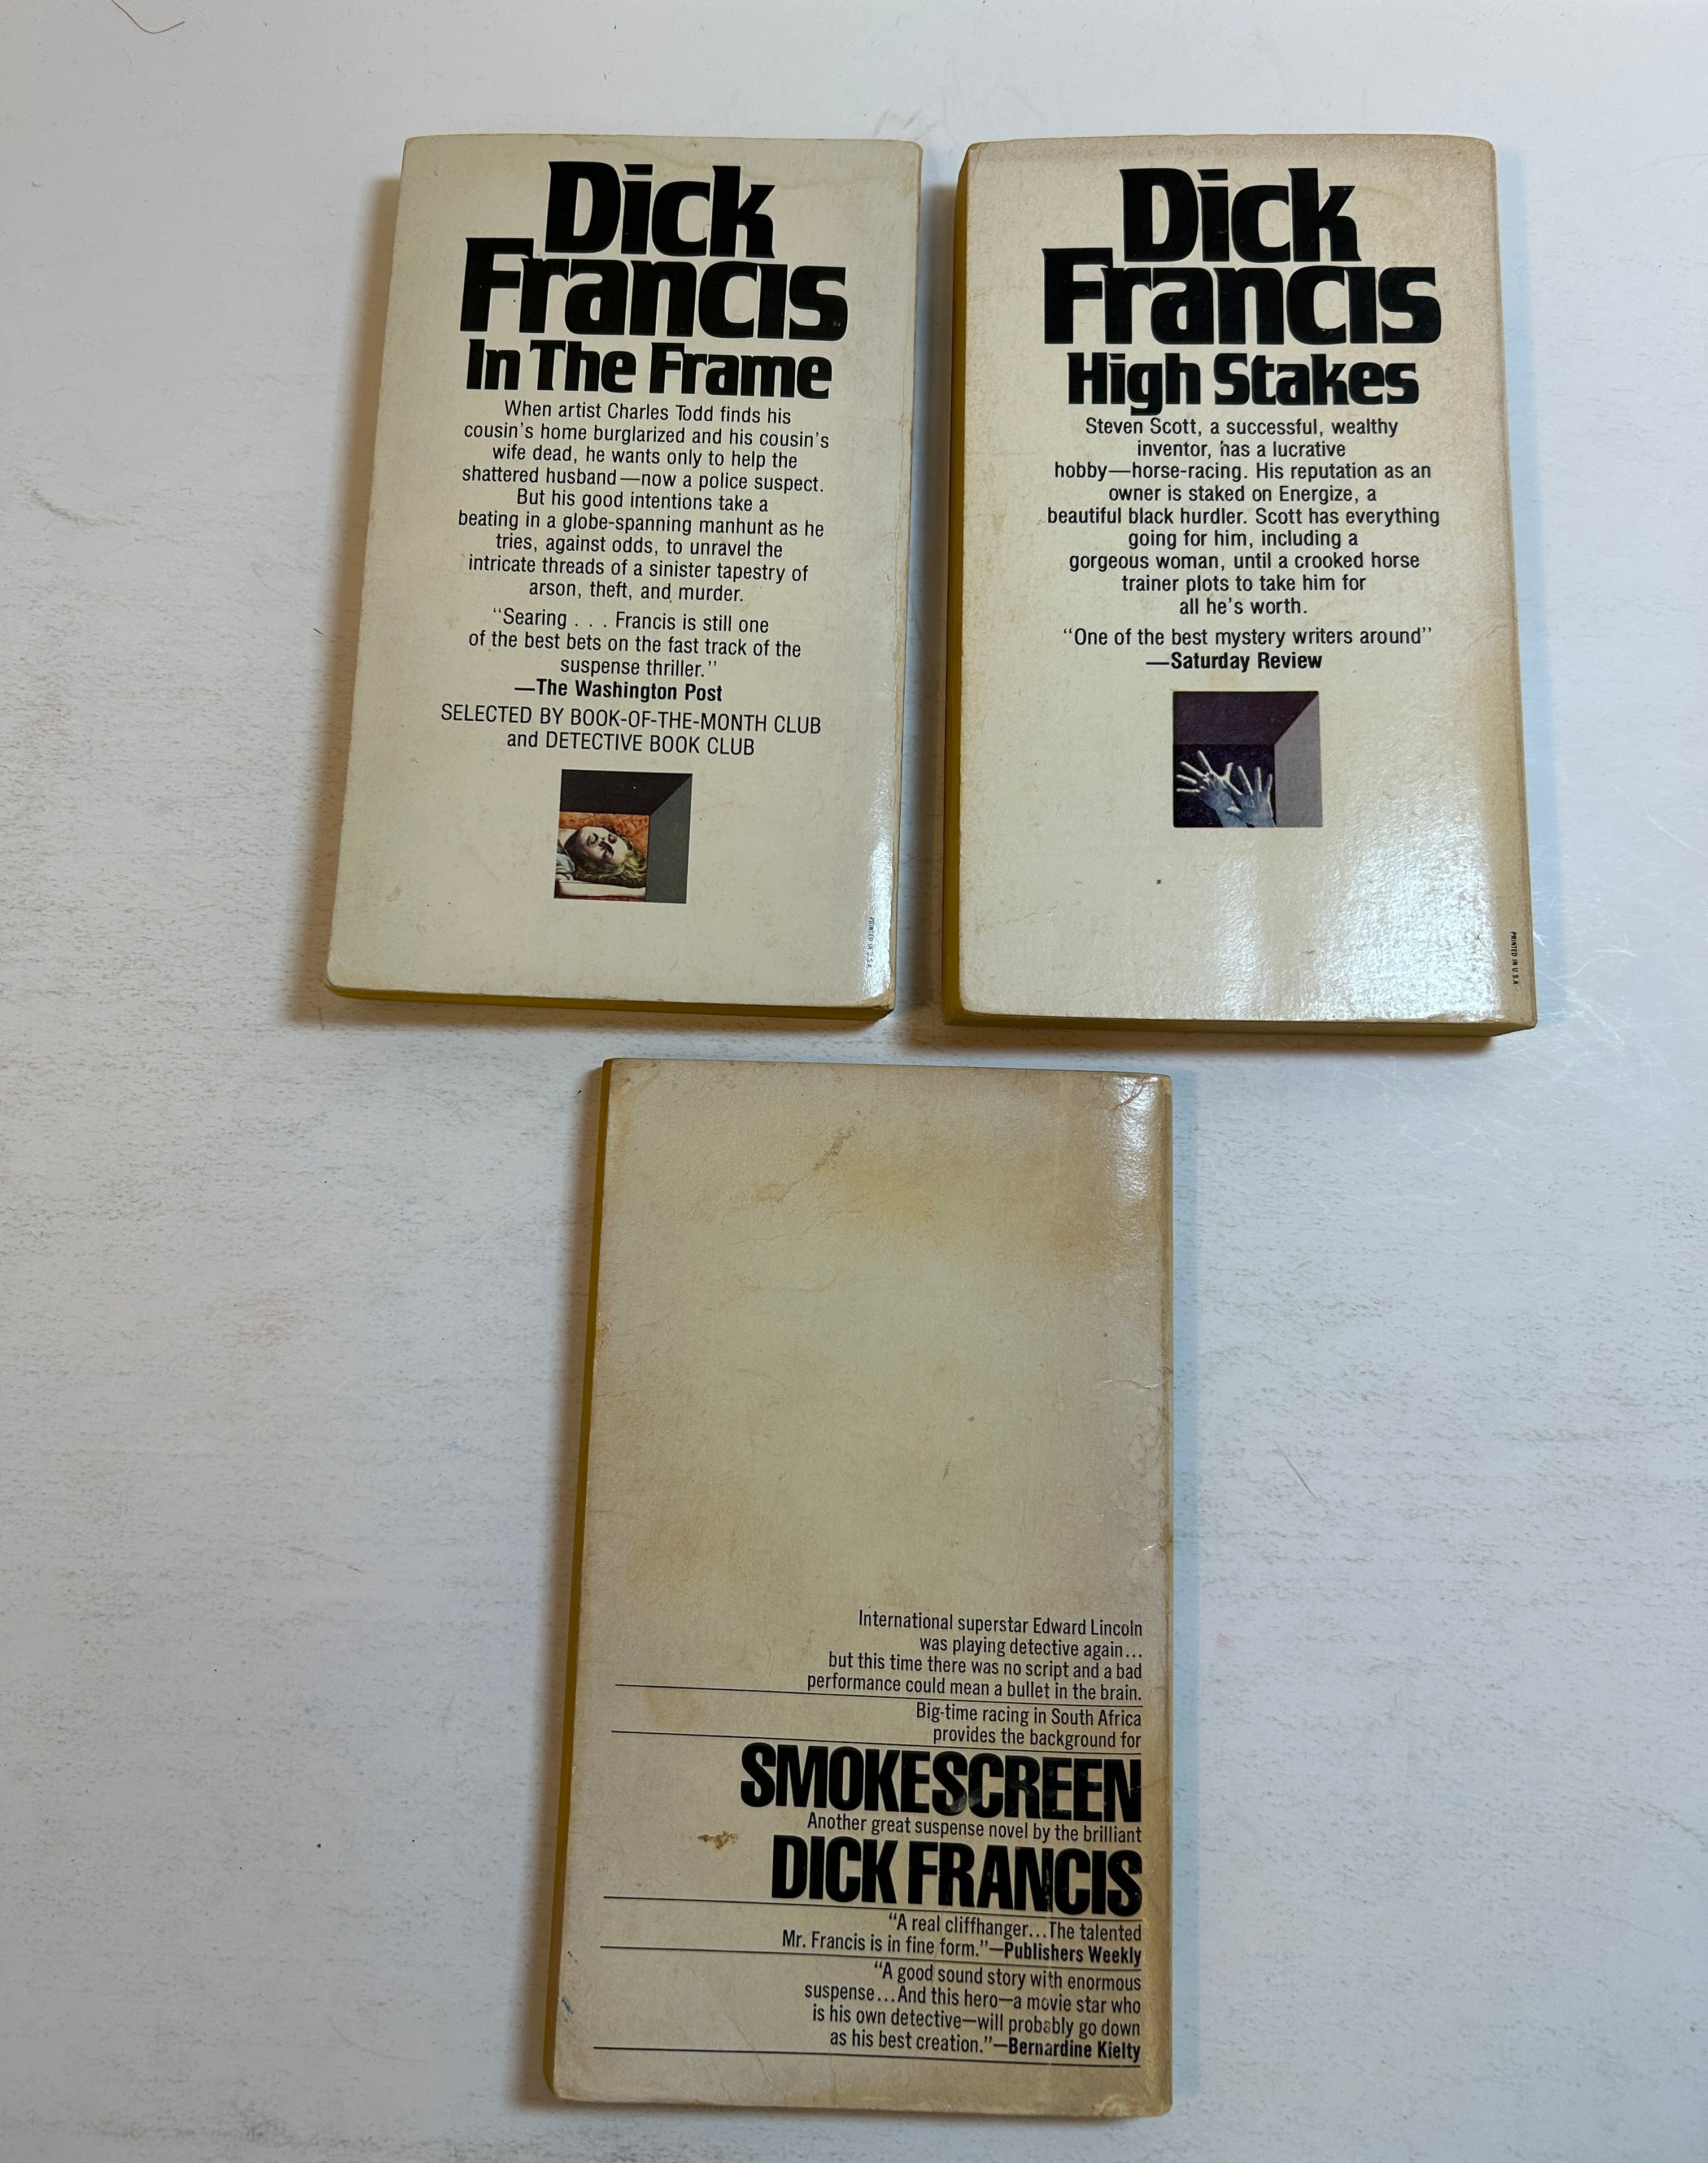 Dick
Francis
In The Frame
When artist Charles Todd finds his
cousin's home burglarized and his cousin's
wife dead, he wants only to help the
shattered husband—now a police suspect.
But his good intentions take a
beating in a globe-spanning manhunt as he
tries, against odds, to unravel the
intricate threads of a sinister tapestry of
arson, theft, and murder.
"Searing . . . Francis is still one
of the best bets on the fast track of the
suspense thriller."
—The Washington Post
SELECTED BY BOOK-OF-THE-MONTH CLUB
and DETECTIVE BOOK CLUB
PRINTED IN U.S.A.
Dick
Francis
High Stakes
Steven Scott, a successful, wealthy
inventor, has a lucrative
hobby—horse-racing. His reputation as an
owner is staked on Energize, a
beautiful black hurdler. Scott has everything
going for him, including a
gorgeous woman, until a crooked horse
trainer plots to take him for
all he's worth.
"One of the best mystery writers around"
—Saturday Review
PRINTED IN U.S.A.
International superstar Edward Lincoln
was playing detective again...
but this time there was no script and a bad
performance could mean a bullet in the brain.
Big-time racing in South Africa
provides the background for
SMOKESCREEN
Another great suspense novel by the brilliant
DICK FRANCIS
"A real cliffhanger...The talented
Mr. Francis is in fine form."—Publishers Weekly
"A good sound story with enormous
suspense...And this hero—a movie star who
is his own detective—will probably go down
as his best creation."—Bernardine Kielty